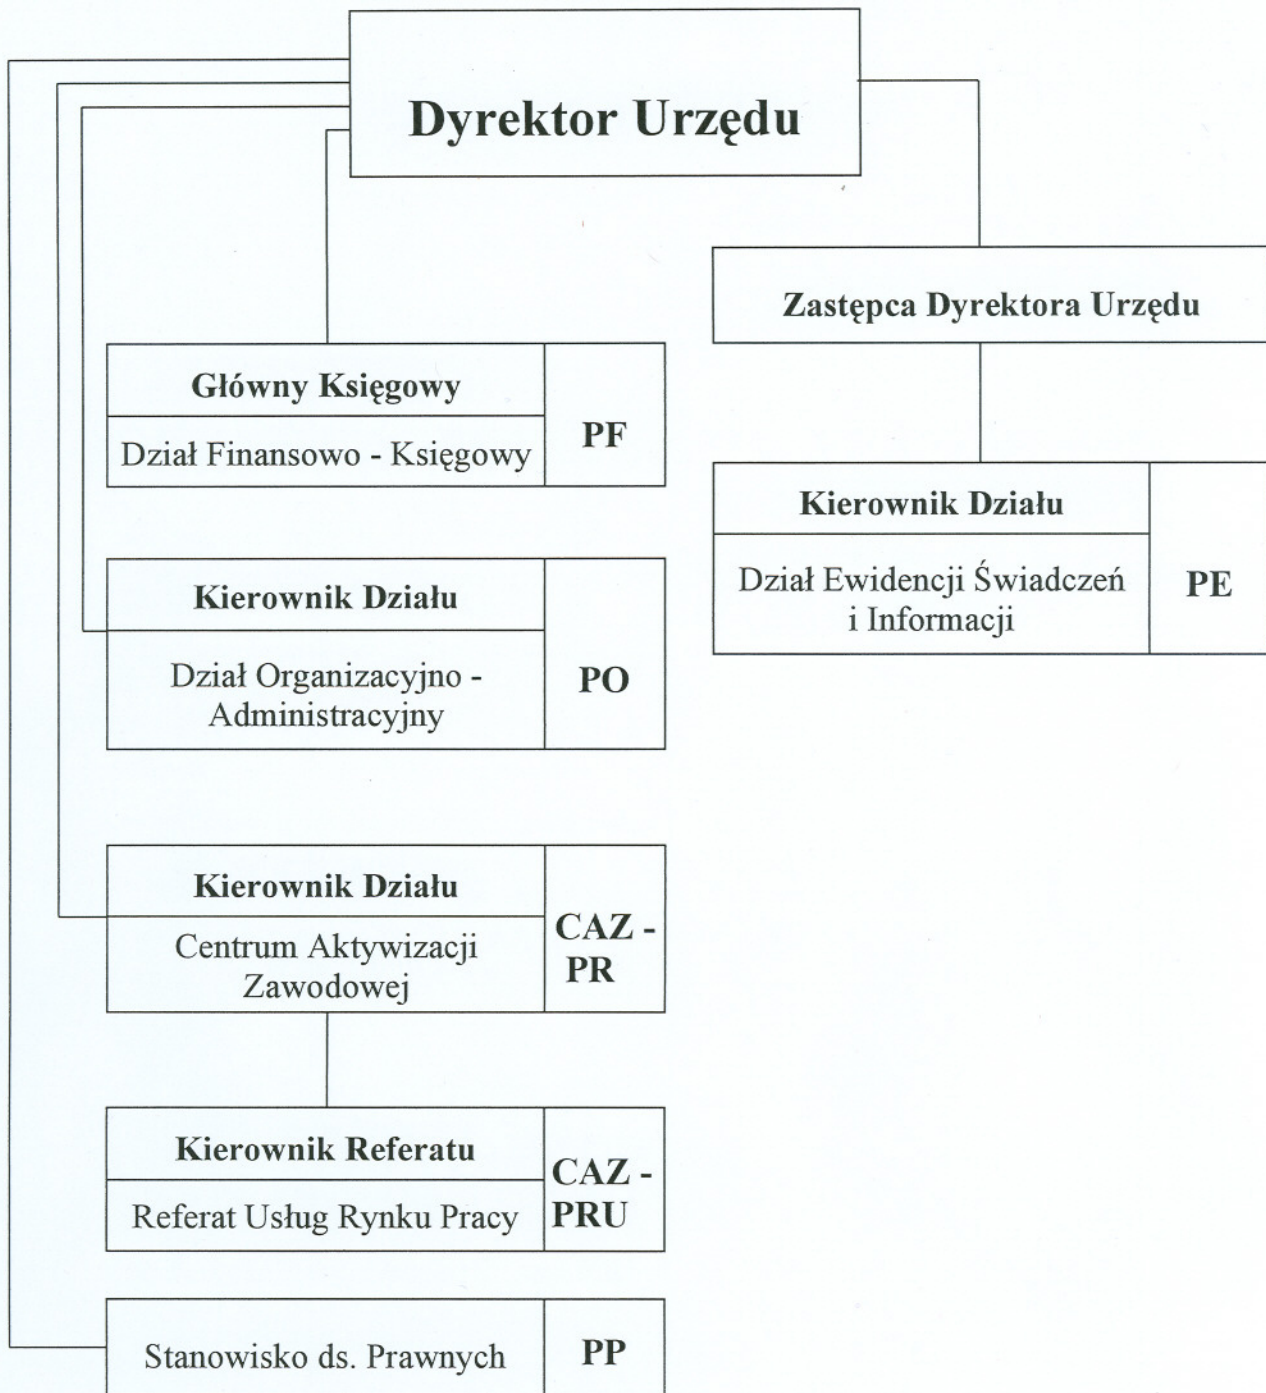 Dyrektor Urzędu
Zastępca Dyrektora Urzędu
Główny Księgowy
Dział Finansowo - Księgowy
PF
Kierownik Działu
Dział Ewidencji Świadczeń
i Informacji
PE
Kierownik Działu
Dział Organizacyjno -
Administracyjny
PO
Kierownik Działu
Centrum Aktywizacji
Zawodowej
CAZ -
PR
Kierownik Referatu
Referat Usług Rynku Pracy
CAZ -
PRU
Stanowisko ds. Prawnych
PP